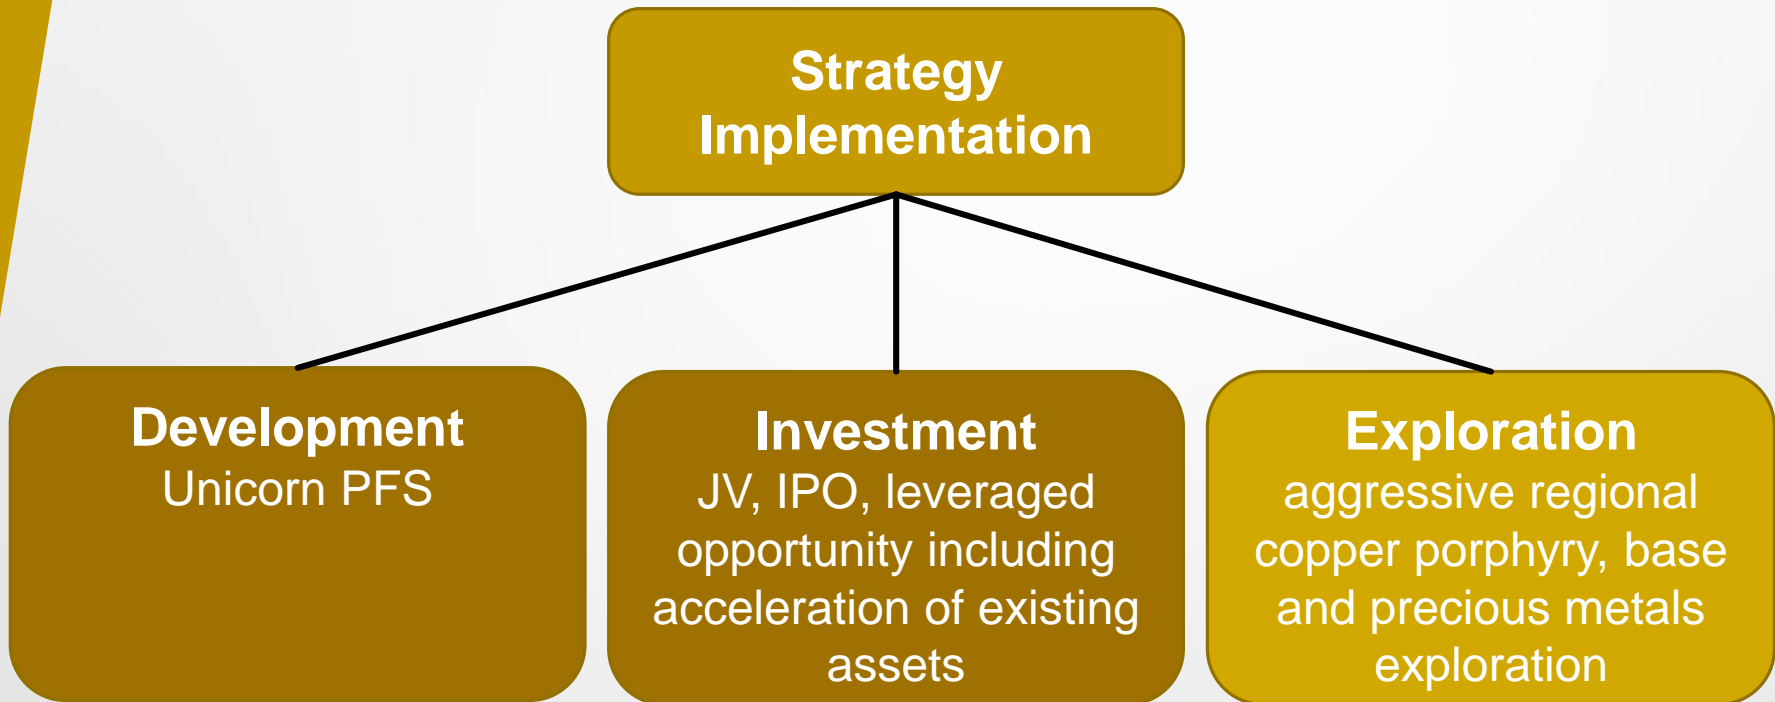 Strategy
Implementation
Development
Unicorn PFS
Investment
JV, IPO, leveraged
opportunity including
acceleration of existing
assets
Exploration
aggressive regional
copper porphyry, base
and precious metals
exploration